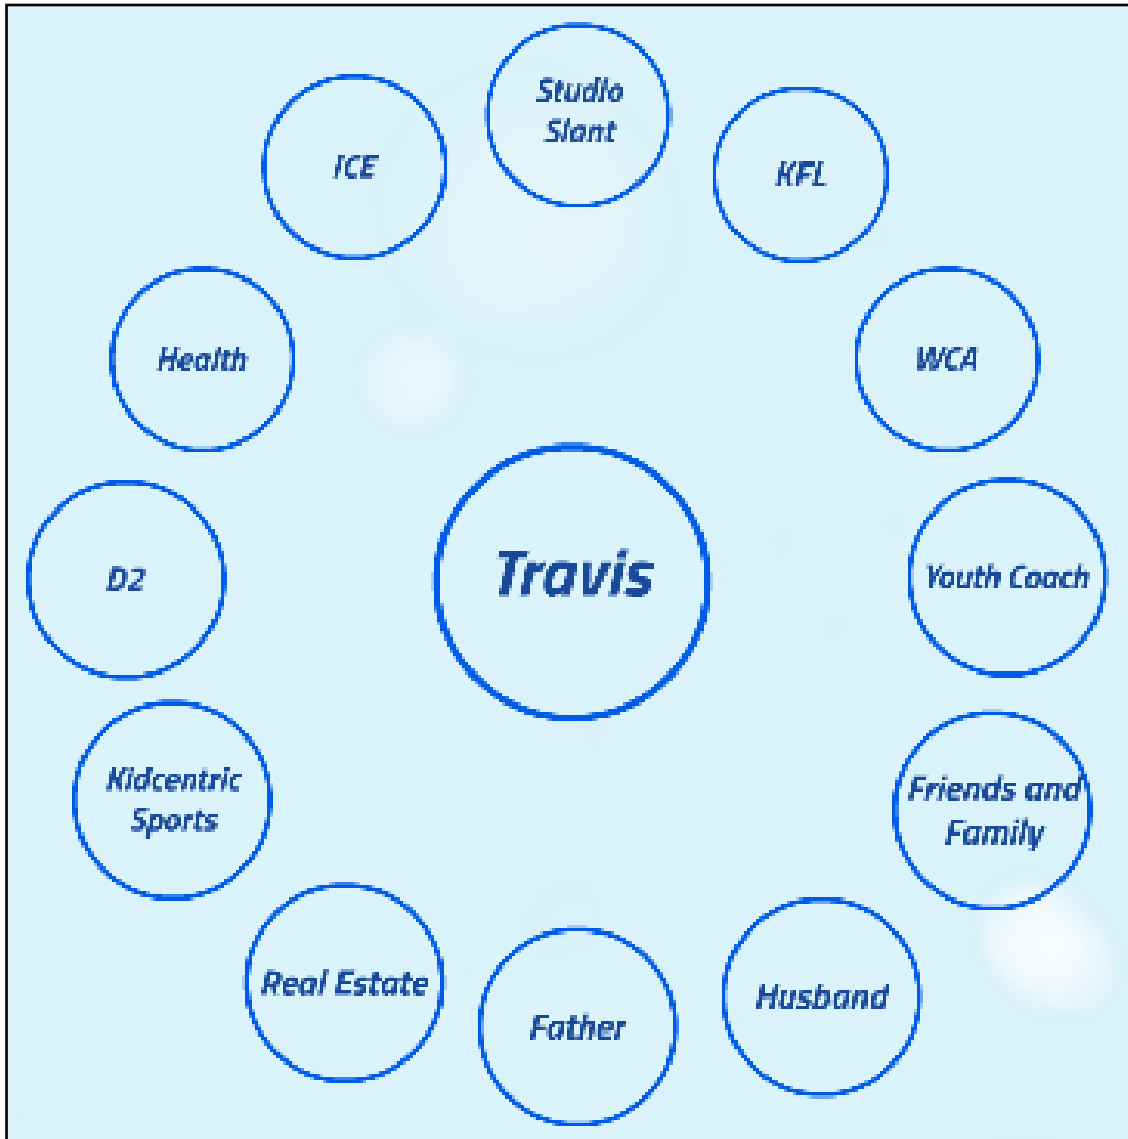 Studio
Slant
ICE
KFL
Health
WCA
Travis
D2
Youth Coach
Kidcentric
Sports
Friends and
Family
Real Estate
Husband
Father